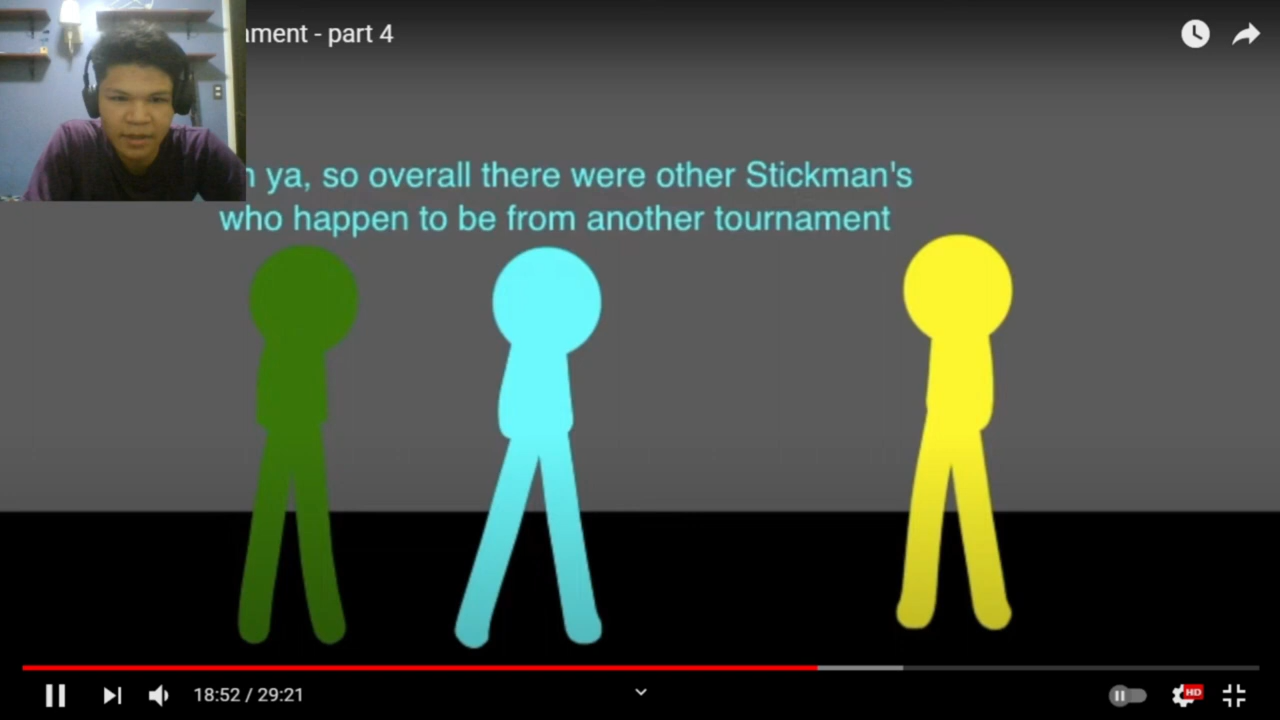 - part 4
ya, so overall there were other Stickman's
who happen to be from another tournament
18:52 / 29:21
HD